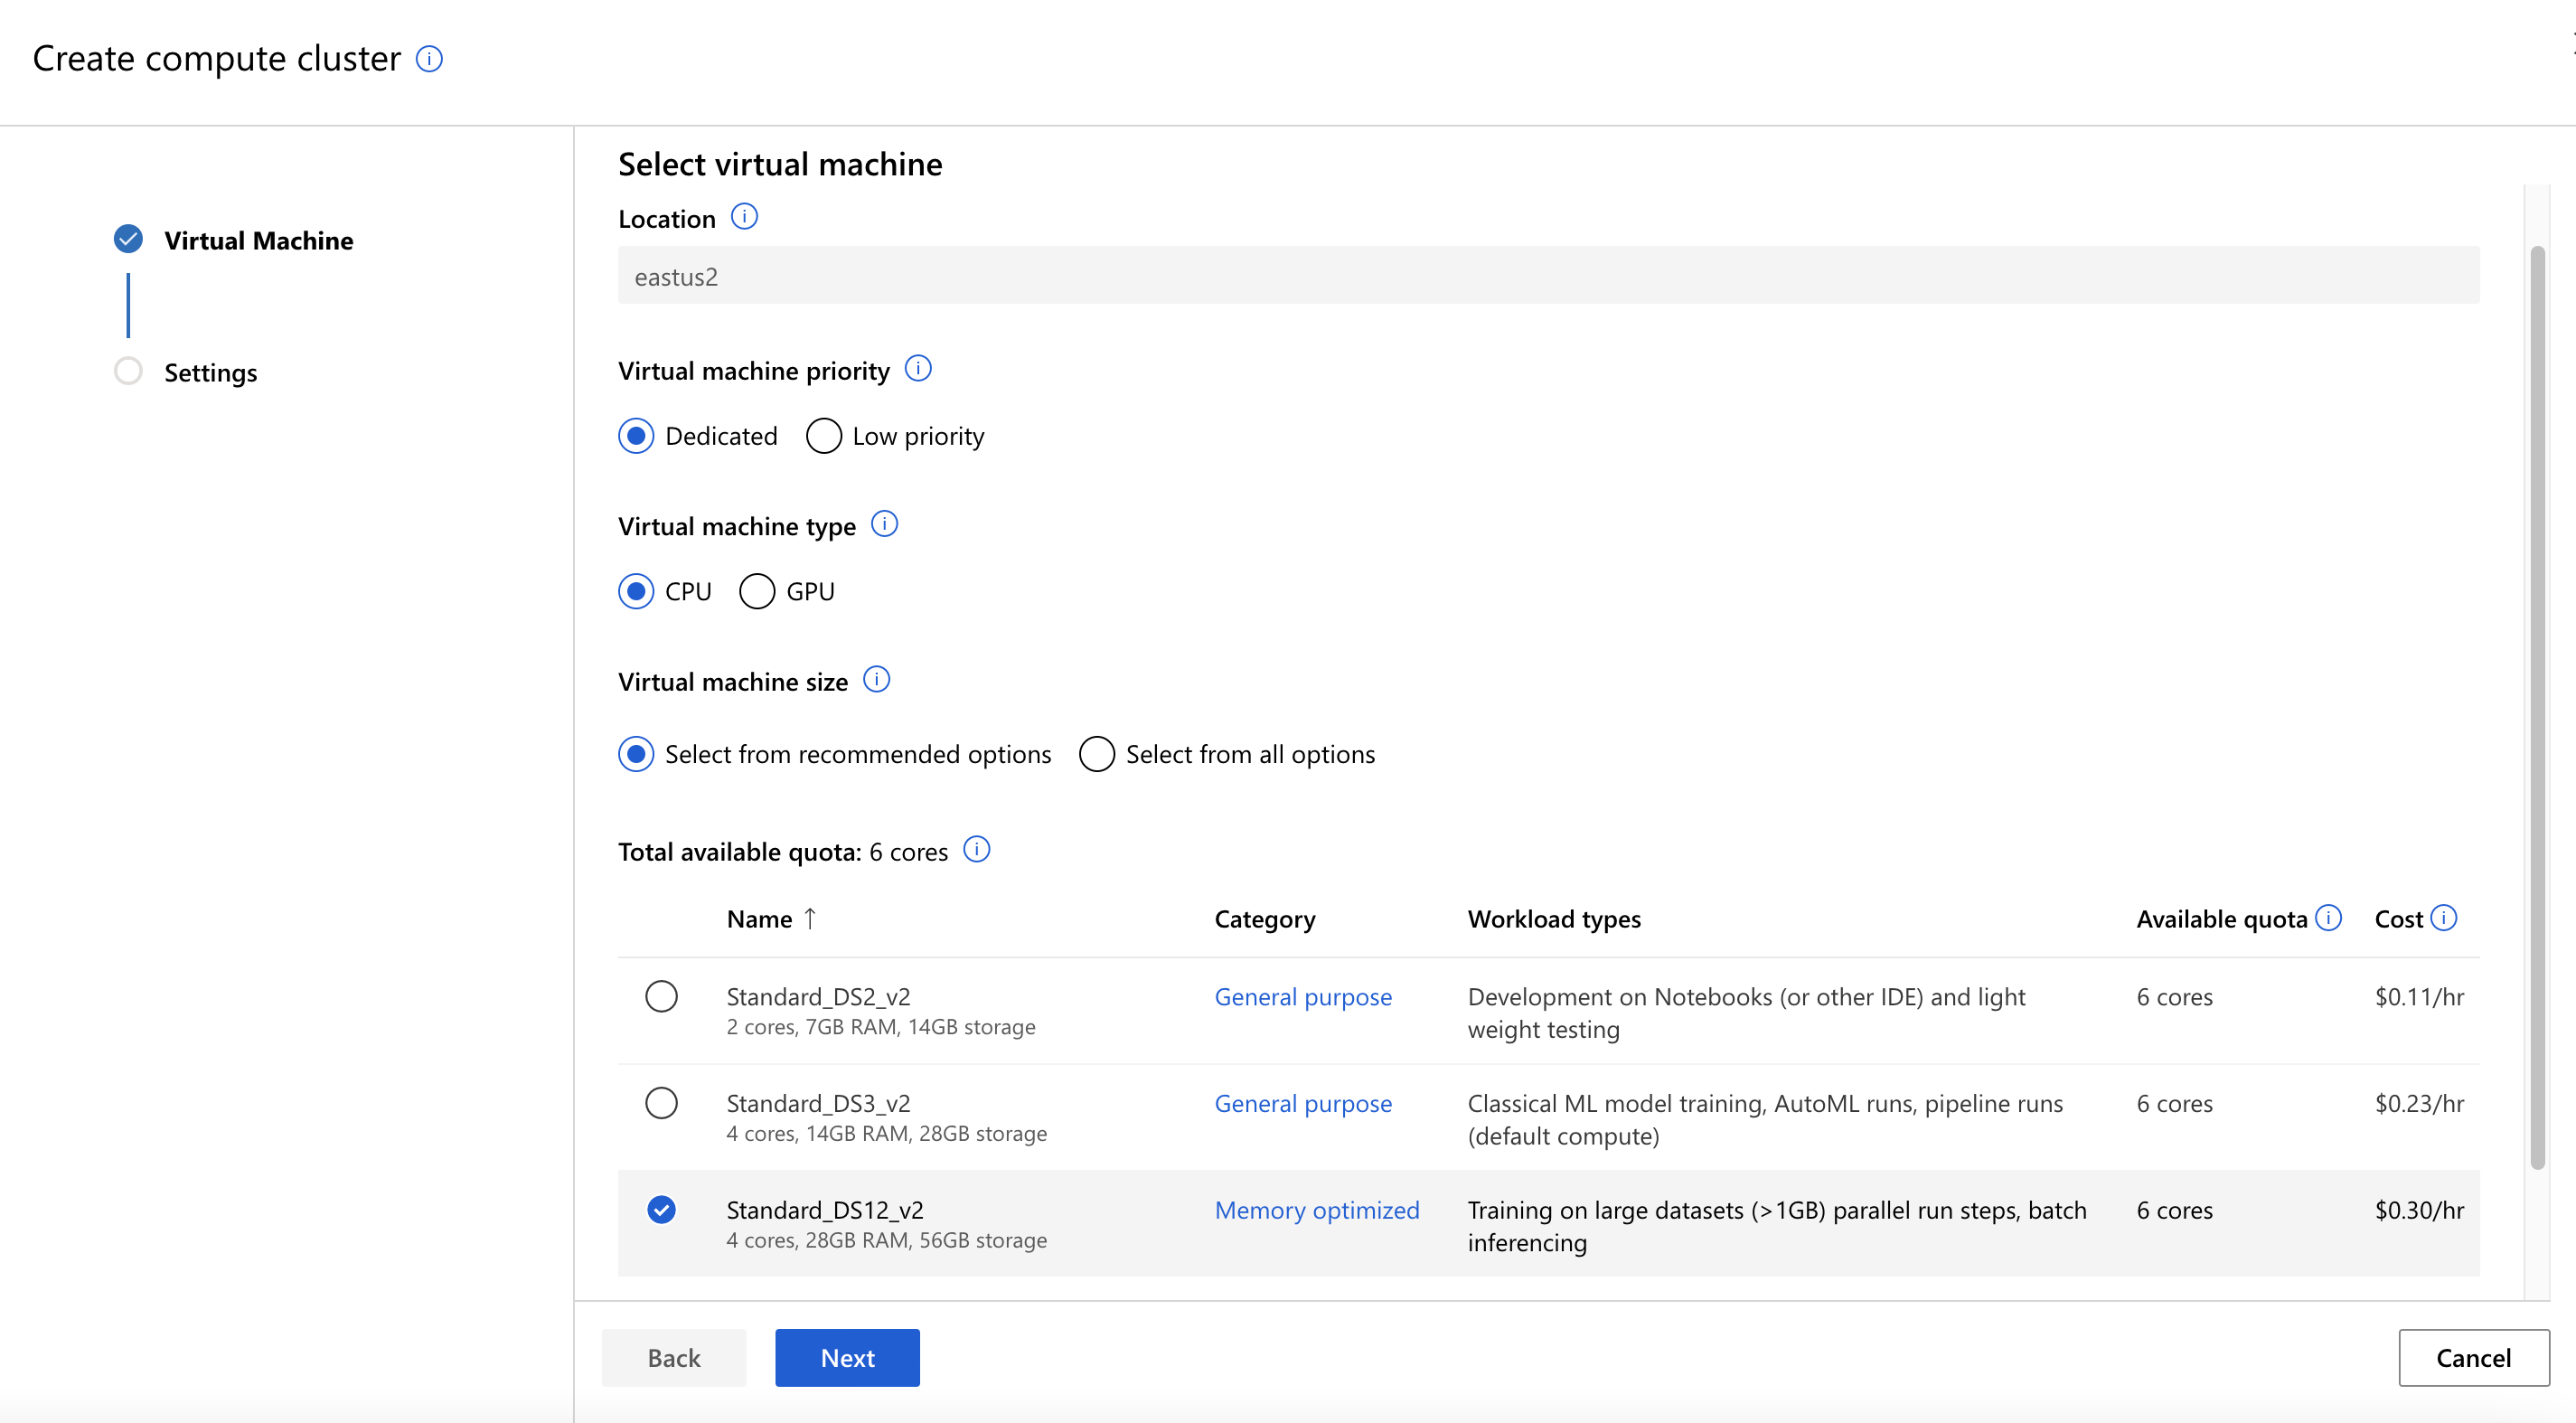 Create compute cluster
Virtual Machine
Settings
Select virtual machine
Location
eastus2
Virtual machine priority
Dedicated Low priority
Virtual machine type
CPU GPU
Virtual machine size
Select from recommended options Select from all options
Total available quota: 6 cores
Name ↑ Category Workload types Available quota Cost
Standard_DS2_v2 General purpose Development on Notebooks (or other IDE) and light 6 cores $0.11/hr
2 cores, 7GB RAM, 14GB storage weight testing
Standard_DS3_v2 General purpose Classical ML model training, AutoML runs, pipeline runs 6 cores $0.23/hr
4 cores, 14GB RAM, 28GB storage (default compute)
Standard_DS12_v2 Memory optimized Training on large datasets (>1GB) parallel run steps, batch 6 cores $0.30/hr
4 cores, 28GB RAM, 56GB storage inferencing
Back Next Cancel